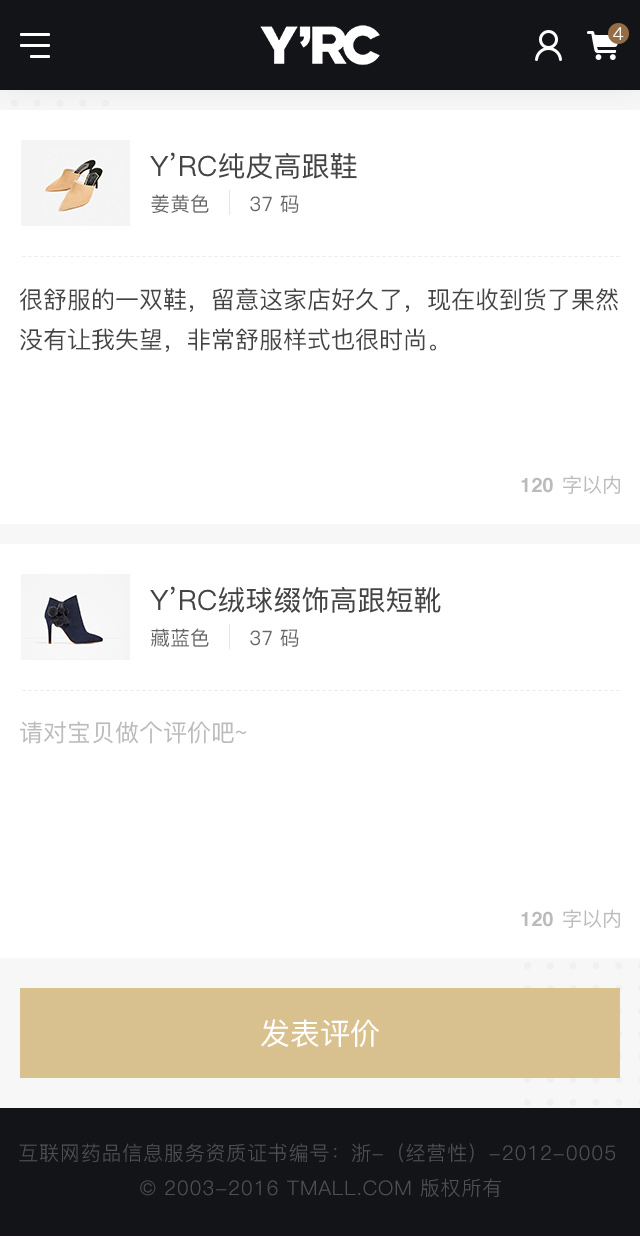 Y'RC
4
Y’RC纯皮高跟鞋
姜黄色 37 码
很舒服的一双鞋，留意这家店好久了，现在收到货了果然
没有让我失望，非常舒服样式也很时尚。
120 字以内
Y’RC绒球缀饰高跟短靴
藏蓝色 37 码
请对宝贝做个评价吧~
120 字以内
发表评价
互联网药品信息服务资质证书编号：浙-（经营性）-2012-0005
© 2003-2016 TMALL.COM 版权所有